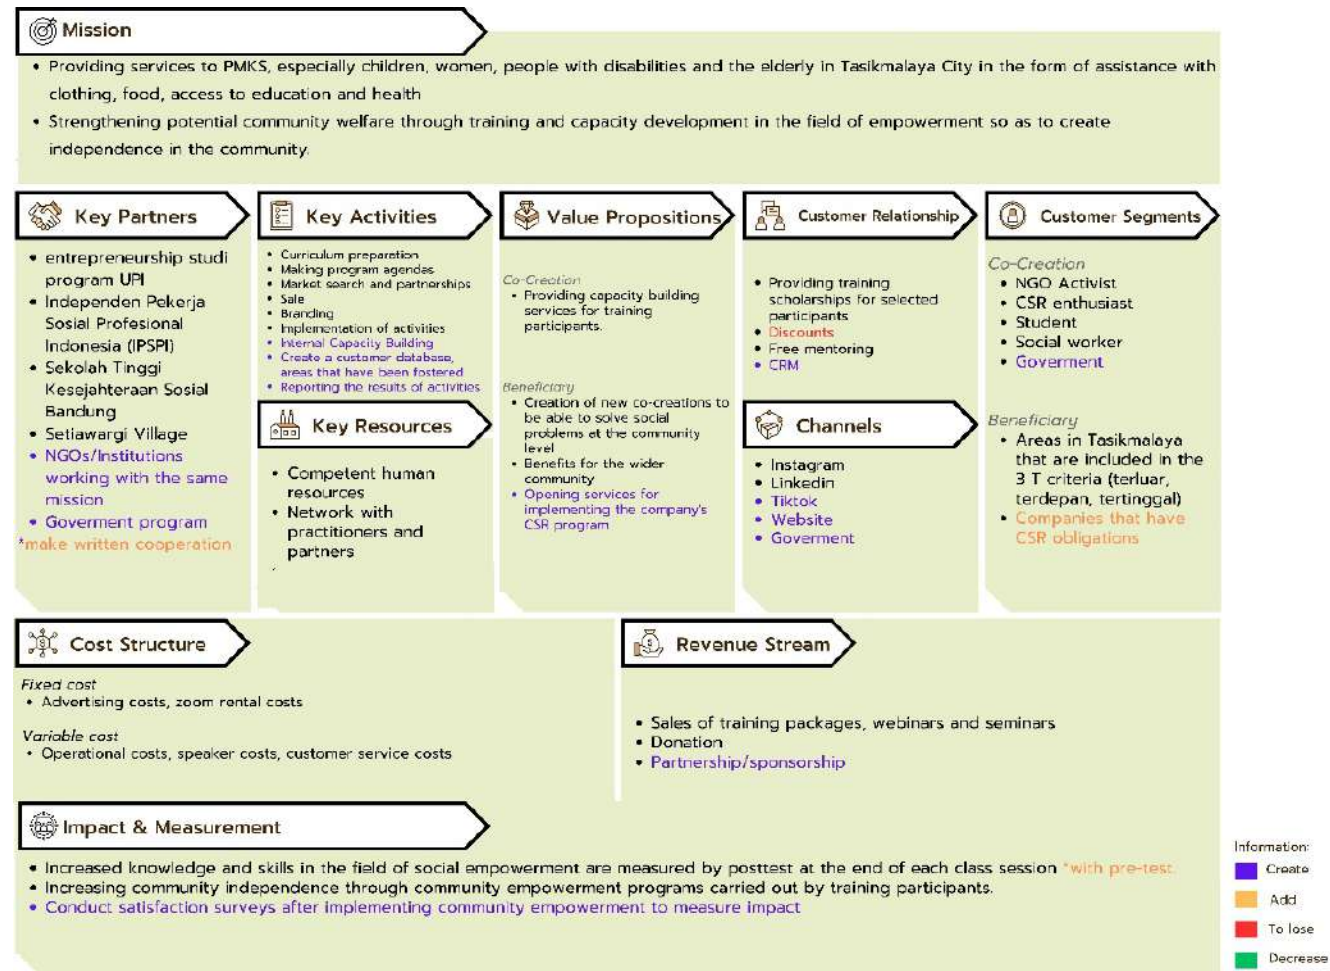 Mission
• Providing services to PMKS, especially children, women, people with disabilities and the elderly in Tasikmalaya City in the form of assistance with
clothing, food, access to education and health
• Strengthening potential community welfare through training and capacity development in the field of empowerment so as to create
independence in the community.
Key Partners
• entrepreneurship studi
program UPI
• Independen Pekerja
Sosial Profesional
Indonesia (IPSPI)
• Sekolah Tinggi
Kesejahteraan Sosial
Bandung
• Setiawargi Village
• NGOs/Institutions
working with the same
mission
• Goverment program
*make written cooperation
Key Activities
• Curriculum preparation
• Making program agendas
• Market search and partnerships
• Sale
• Branding
• Implementation of activities
• Internal Capacity Building
• Create a customer database,
areas that have been fostered
• Reporting the results of activities
Key Resources
• Competent human
resources
• Network with
practitioners and
partners
Value Propositions
Co-Creation
• Providing capacity building
services for training
participants.
Beneficiary
• Creation of new co-creations to
be able to solve social
problems at the community
level
• Benefits for the wider
community
• Opening services for
implementing the company's
CSR program
Customer Relationship
• Providing training
scholarships for selected
participants
• Discounts
• Free mentoring
• CRM
Channels
• Instagram
• Linkedin
• Tiktok
• Website
• Goverment
Customer Segments
Co-Creation
• NGO Activist
• CSR enthusiast
• Student
• Social worker
• Goverment
Beneficiary
• Areas in Tasikmalaya
that are included in the
3 T criteria (terluar,
terdepan, tertinggal)
• Companies that have
CSR obligations
Cost Structure
Fixed cost
• Advertising costs, zoom rental costs
Variable cost
• Operational costs, speaker costs, customer service costs
Revenue Stream
• Sales of training packages, webinars and seminars
• Donation
• Partnership/sponsorship
Impact & Measurement
• Increased knowledge and skills in the field of social empowerment are measured by posttest at the end of each class session *with pre-test
• Increasing community independence through community empowerment programs carried out by training participants.
• Conduct satisfaction surveys after implementing community empowerment to measure impact
Information:
Create
Add
To lose
Decrease